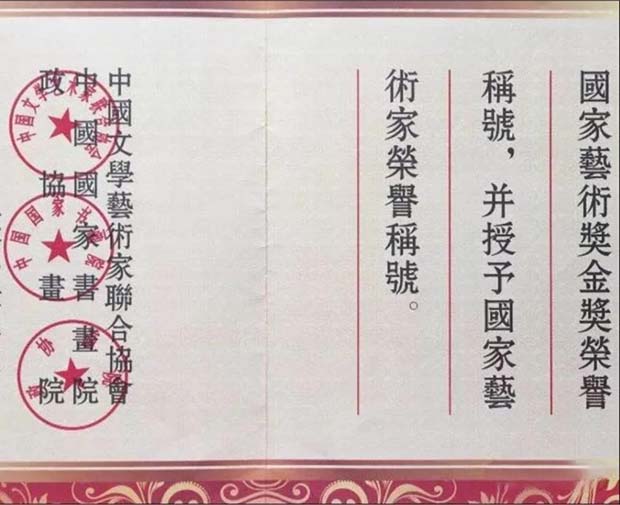 國家藝術獎金獎榮譽
稱號，并授予國家藝
術家榮譽稱號。
中國文學藝術家聯合協會
中國國家書畫院
政協畫院